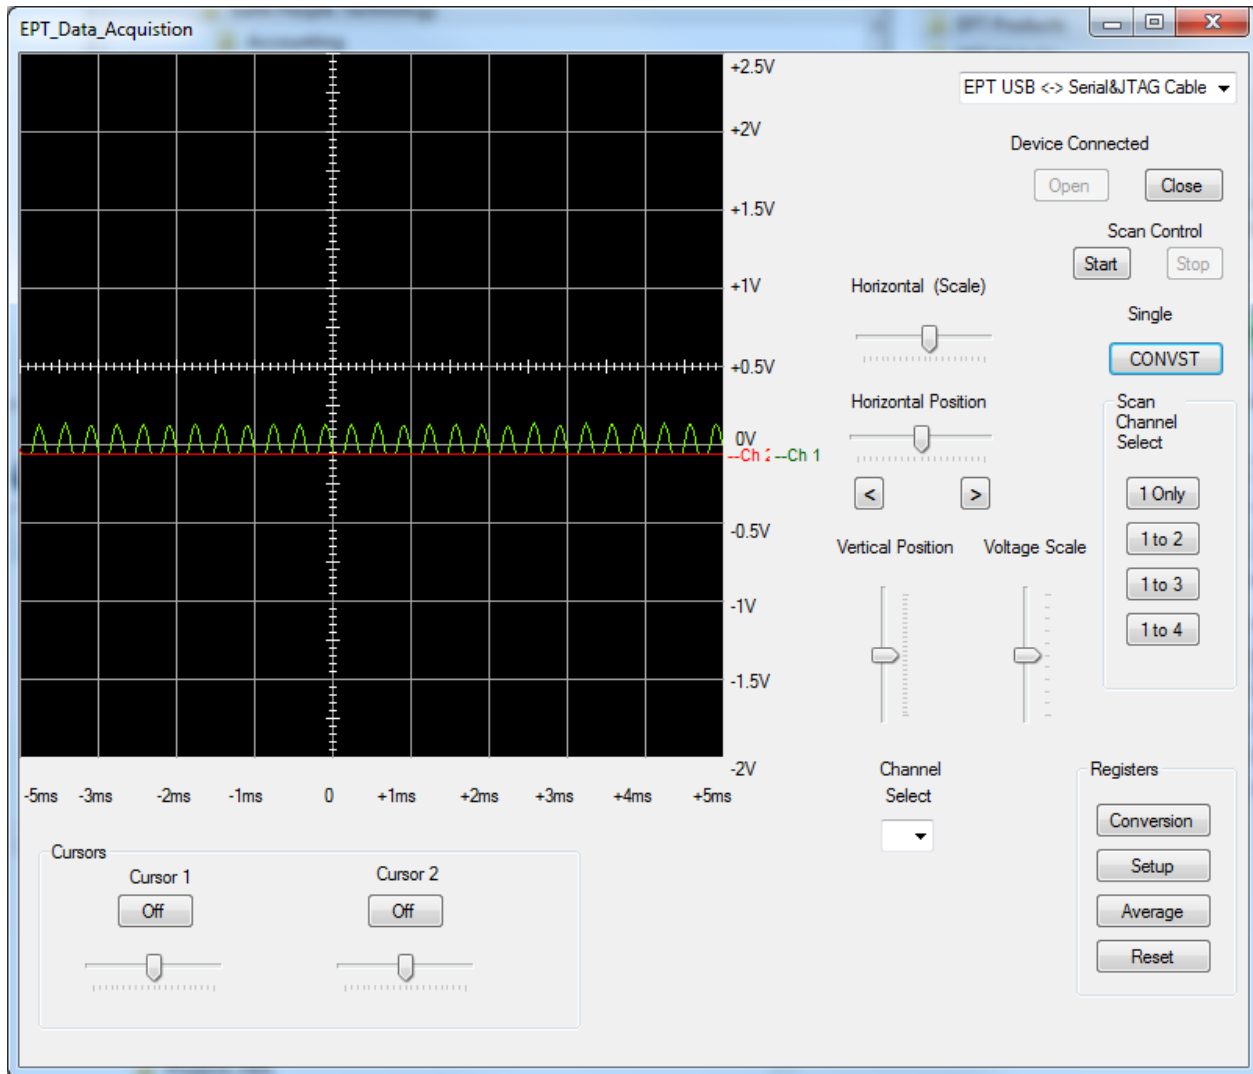 EPT_Data_Acquistion
+2.5V
+2V
+1.5V
+1V
+0.5V
0V
--Ch 2 --Ch 1
-0.5V
-1V
-1.5V
-2V
-5ms -3ms -2ms -1ms 0 +1ms +2ms +3ms +4ms +5ms
EPT USB <-> Serial&JTAG Cable
Device Connected
Open Close
Scan Control
Start Stop
Horizontal (Scale)
Single
CONVST
Horizontal Position
< >
Scan
Channel
Select
1 Only
1 to 2
1 to 3
1 to 4
Vertical Position Voltage Scale
Channel
Select
Registers
Conversion
Setup
Average
Reset
Cursors
Cursor 1 Cursor 2
Off Off